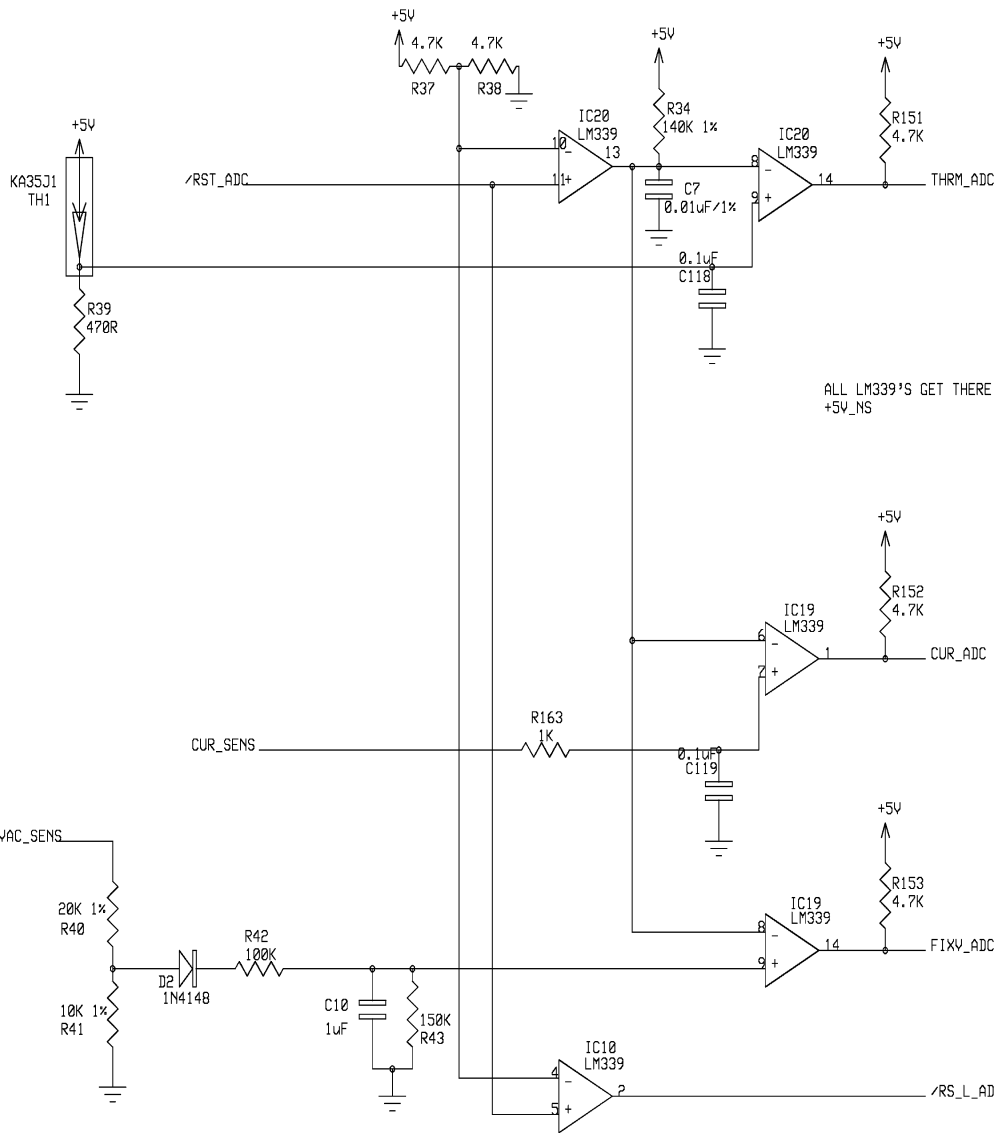 +5V
4.7K
4.7K
R37
R38
+5V
+5V
R34
140K 1%
IC20
LM339
10
-
13
11+
R151
4.7K
IC20
LM339
8
-
14
9
+
THRM_ADC
+5V
KA35J1
TH1
/RST_ADC
C7
0.01uF/1%
0.1uF
C118
R39
470R
ALL LM339'S GET THERE
+5V_NS
+5V
R152
4.7K
IC19
LM339
6
-
1
7
+
CUR_ADC
R163
1K
CUR_SENS
0.1uF
C119
+5V
VAC_SENS
R153
4.7K
20K 1%
R40
IC19
LM339
8
-
14
9
+
FIXV_ADC
R42
100K
D2
1N4148
10K 1%
R41
C10
1uF
150K
R43
IC10
LM339
4
-
2
5
+
/RS_L_AD